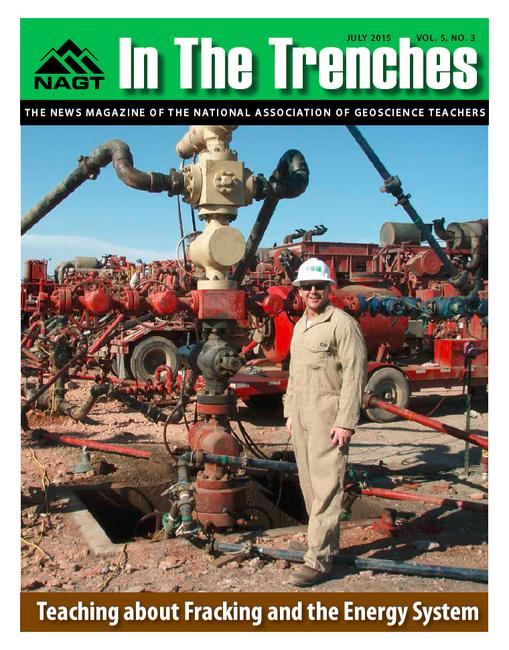 JULY 2015 VOL. 5, NO. 3
NAGT
In The Trenches
THE NEWS MAGAZINE OF THE NATIONAL ASSOCIATION OF GEOSCIENCE TEACHERS
Teaching about Fracking and the Energy System